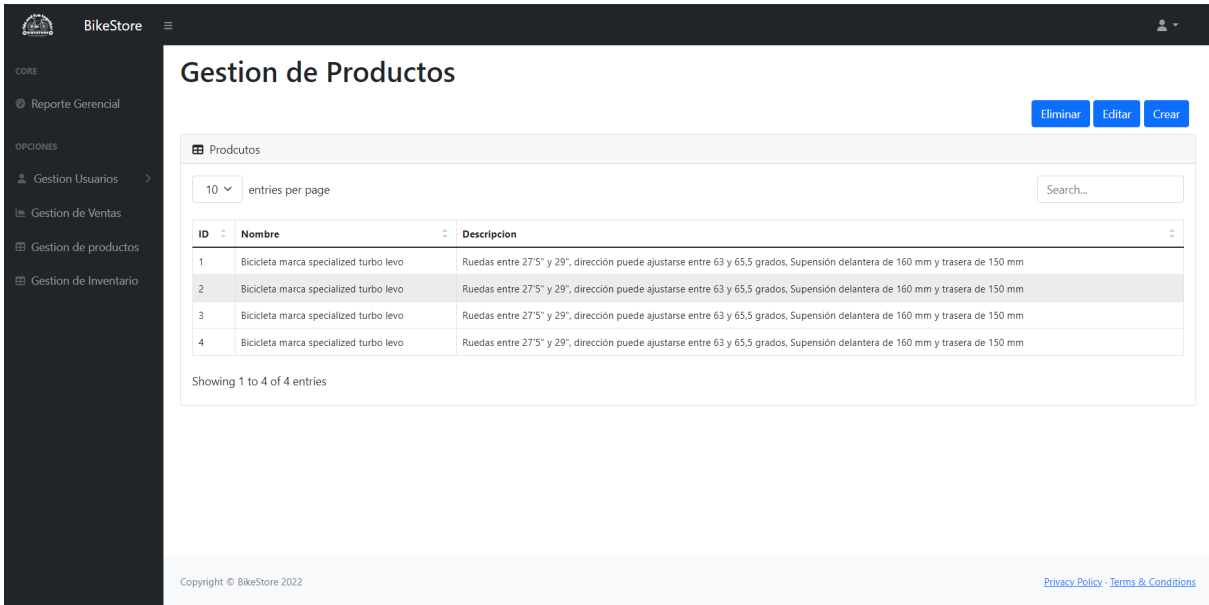 BikeStore
CORE
Reporte Gerencial
OPCIONES
Gestion Usuarios
Gestion de Ventas
Gestion de productos
Gestion de Inventario
Gestion de Productos
Eliminar Editar Crear
Prodcutos
10 entries per page Search...
ID Nombre Descripcion
1 Bicicleta marca specialized turbo levo Ruedas entre 27'5" y 29", dirección puede ajustarse entre 63 y 65,5 grados, Supensión delantera de 160 mm y trasera de 150 mm
2 Bicicleta marca specialized turbo levo Ruedas entre 27'5" y 29", dirección puede ajustarse entre 63 y 65,5 grados, Supensión delantera de 160 mm y trasera de 150 mm
3 Bicicleta marca specialized turbo levo Ruedas entre 27'5" y 29", dirección puede ajustarse entre 63 y 65,5 grados, Supensión delantera de 160 mm y trasera de 150 mm
4 Bicicleta marca specialized turbo levo Ruedas entre 27'5" y 29", dirección puede ajustarse entre 63 y 65,5 grados, Supensión delantera de 160 mm y trasera de 150 mm
Showing 1 to 4 of 4 entries
Copyright © BikeStore 2022 Privacy Policy · Terms & Conditions